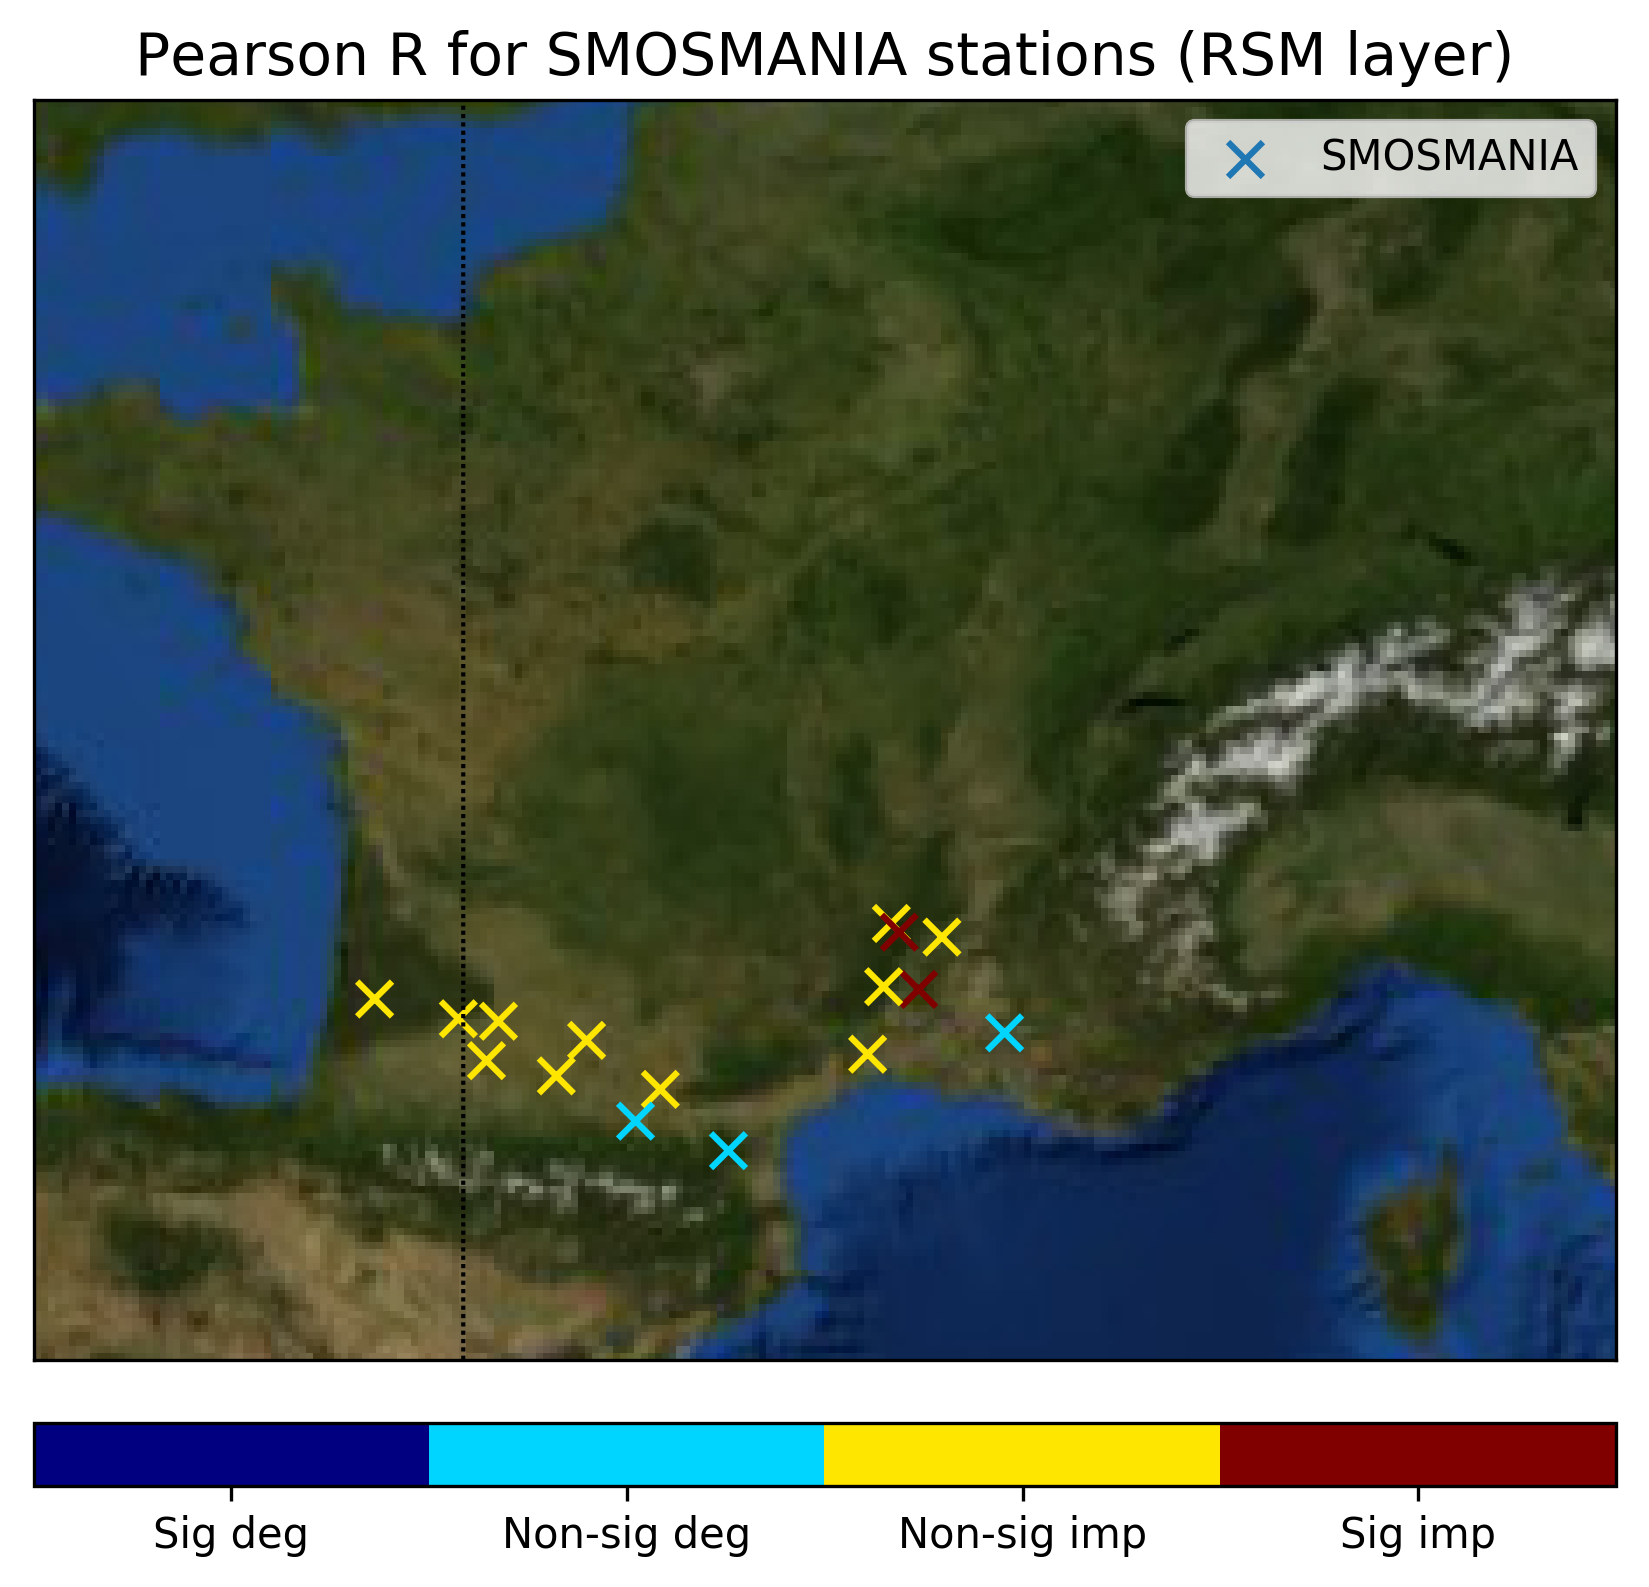 Pearson R for SMOSMANIA stations (RSM layer)
SMOSMANIA
Sig deg
Non-sig deg
Non-sig imp
Sig imp